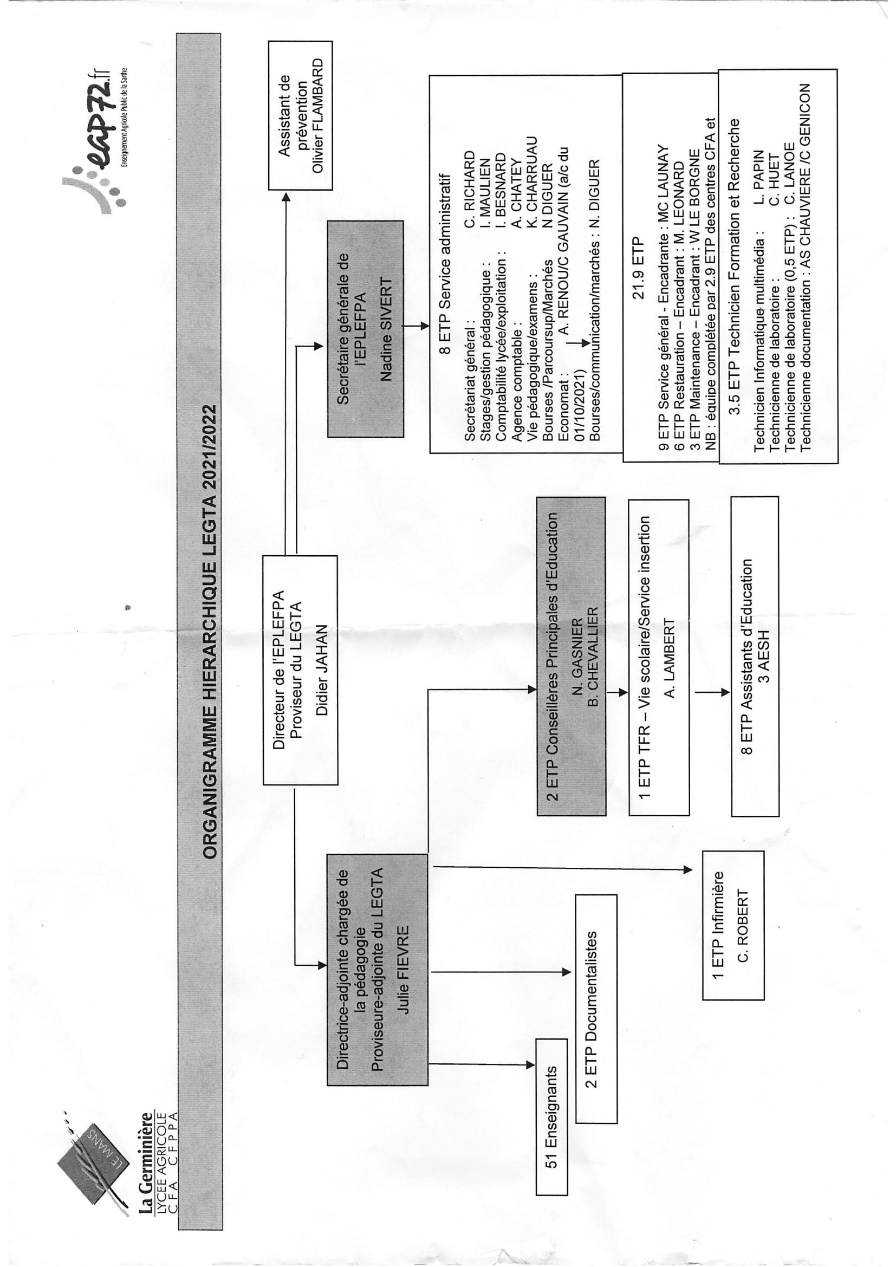 LE MANS
La Germinière
LYCEE AGRICOLE
CFA CFPPA
eap72.fr
Enseignement Agricole Public de la Sarthe
ORGANIGRAMME HIERARCHIQUE LEGTA 2021/2022
Directeur de l'EPLEFPA
Proviseur du LEGTA
Didier JAHAN
Assistant de
prévention
Olivier FLAMBARD
Directrice-adjointe chargée de
la pédagogie
Proviseure-adjointe du LEGTA
Julie FIEVRE
Secrétaire générale de
l'EPLEFPA
Nadine SIVERT
51 Enseignants
2 ETP Documentalistes
1 ETP Infirmière
C. ROBERT
2 ETP Conseillères Principales d'Education
N. GASNIER
B. CHEVALLIER
1 ETP TFR – Vie scolaire/Service insertion
A. LAMBERT
8 ETP Assistants d'Education
3 AESH
8 ETP Service administratif
Secrétariat général : C. RICHARD
Stages/gestion pédagogique : I. MAULIEN
Comptabilité lycée/exploitation : I. BESNARD
Agence comptable : A. CHATEY
Vie pédagogique/examens : K. CHARRUAU
Bourses /Parcoursup/Marchés N DIGUER
Economat : A. RENOU/C GAUVAIN (a/c du
01/10/2021)
Bourses/communication/marchés : N. DIGUER
21.9 ETP
9 ETP Service général - Encadrante : MC LAUNAY
6 ETP Restauration – Encadrant : M. LEONARD
3 ETP Maintenance – Encadrant : W LE BORGNE
NB : équipe complétée par 2.9 ETP des centres CFA et
3.5 ETP Technicien Formation et Recherche
Technicien Informatique multimédia : L. PAPIN
Technicienne de laboratoire : C. HUET
Technicienne de laboratoire (0,5 ETP) : C. LANOE
Technicienne documentation : AS CHAUVIERE /C GENICON